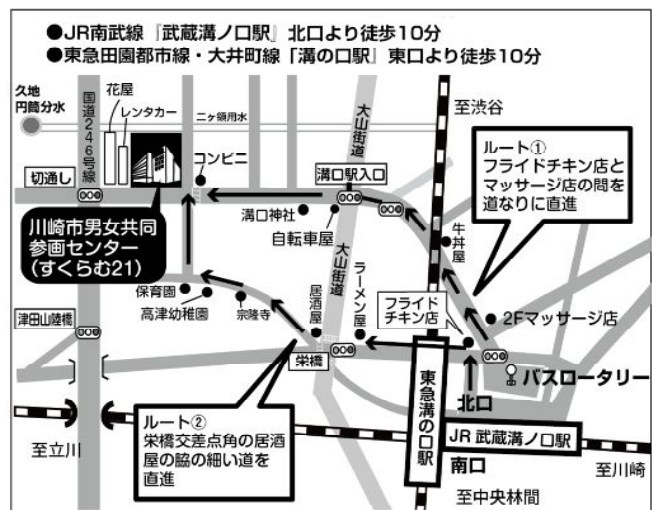 ●JR南武線『武蔵溝ノ口駅』北口より徒歩10分
●東急田園都市線・大井町線「溝の口駅」東口より徒歩10分
久地
円筒分水
国道246号線
花屋
レンタカー
二ヶ領用水
大山街道
至渋谷
ルート①
フライドチキン店と
マッサージ店の間を
道なりに直進
切通し
コンビニ
溝口駅入口
溝口神社
自転車屋
牛丼屋
川崎市男女共同
参画センター
(すくらむ21)
大山街道
保育園
高津幼稚園
宗隆寺
居酒屋
ラーメン屋
フライド
チキン店
2Fマッサージ店
津田山陸橋
栄橋
バスロータリー
北口
東急溝の口駅
ルート②
栄橋交差点角の居酒
屋の脇の細い道を
直進
JR 武蔵溝ノ口駅
南口
至立川
至川崎
至中央林間